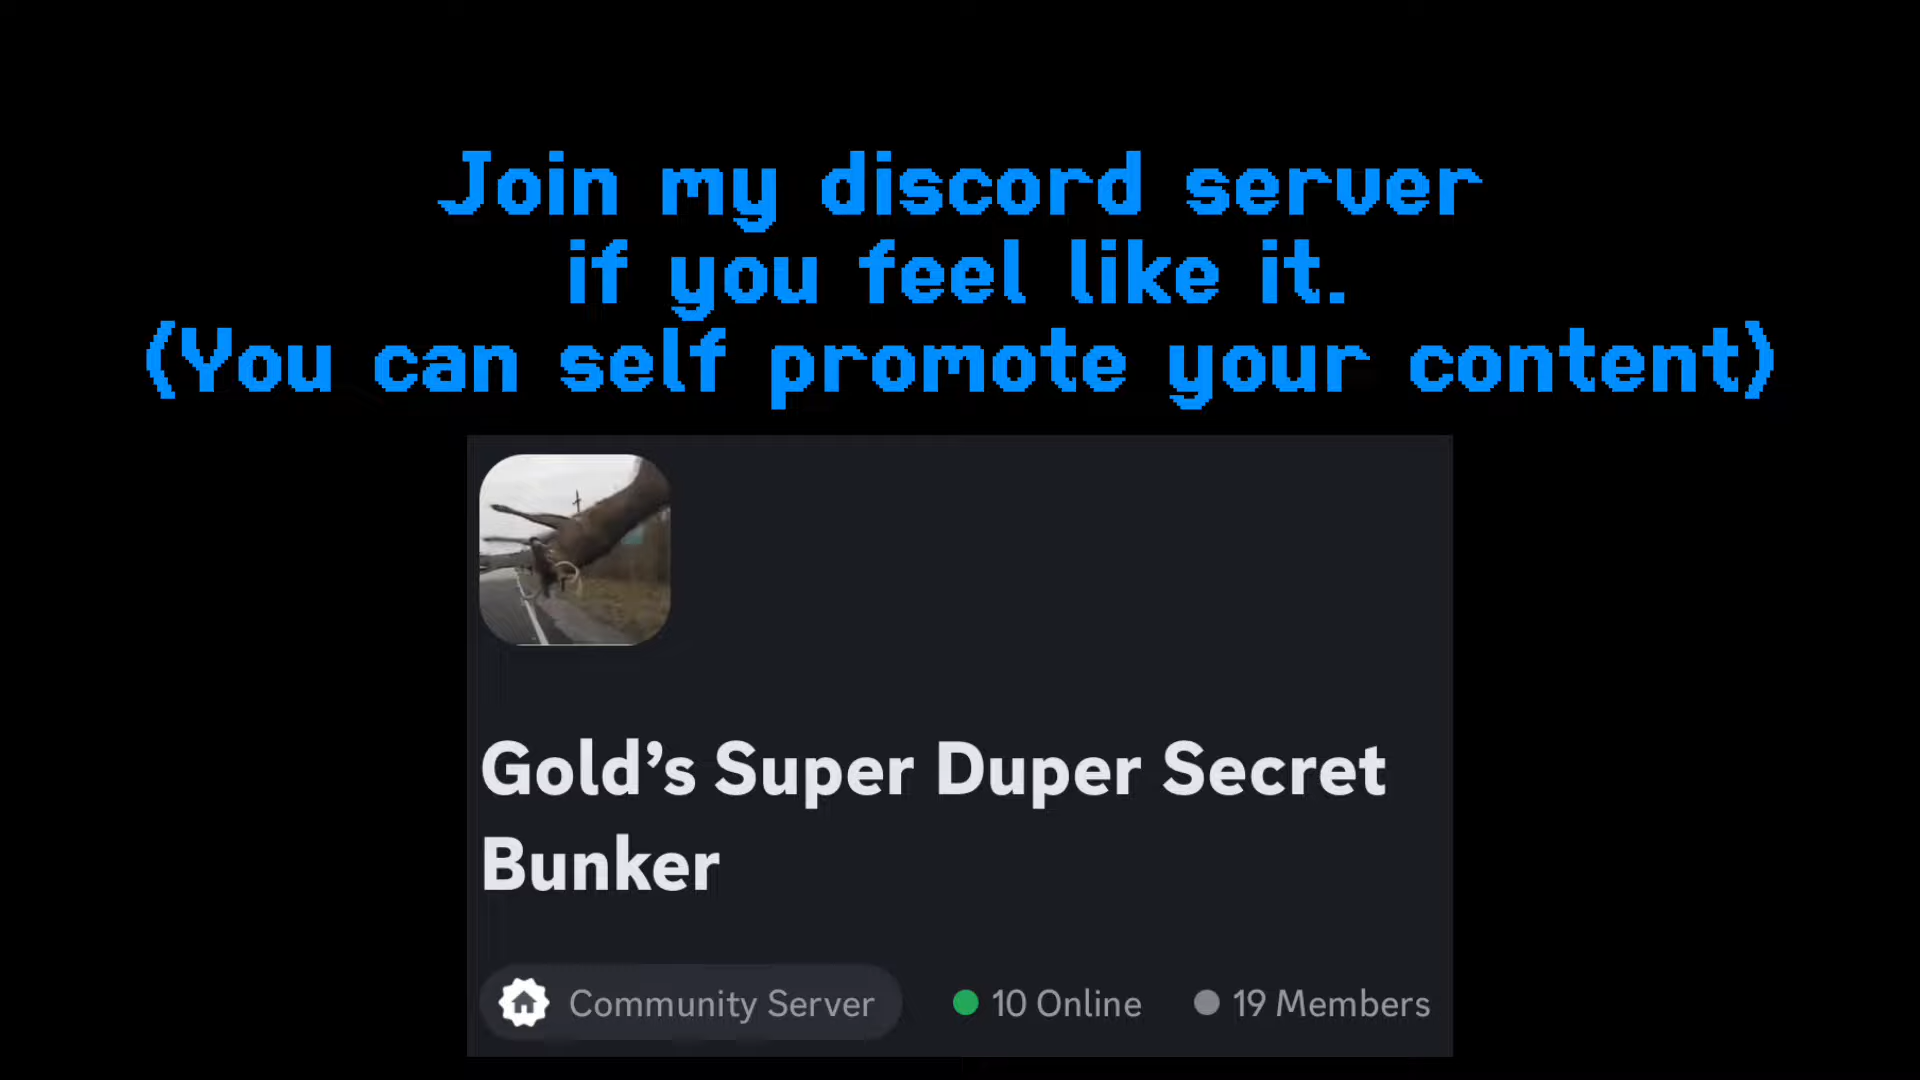 Join my discord server
if you feel like it.
(You can self promote your content)
Gold’s Super Duper Secret
Bunker
Community Server 10 Online 19 Members